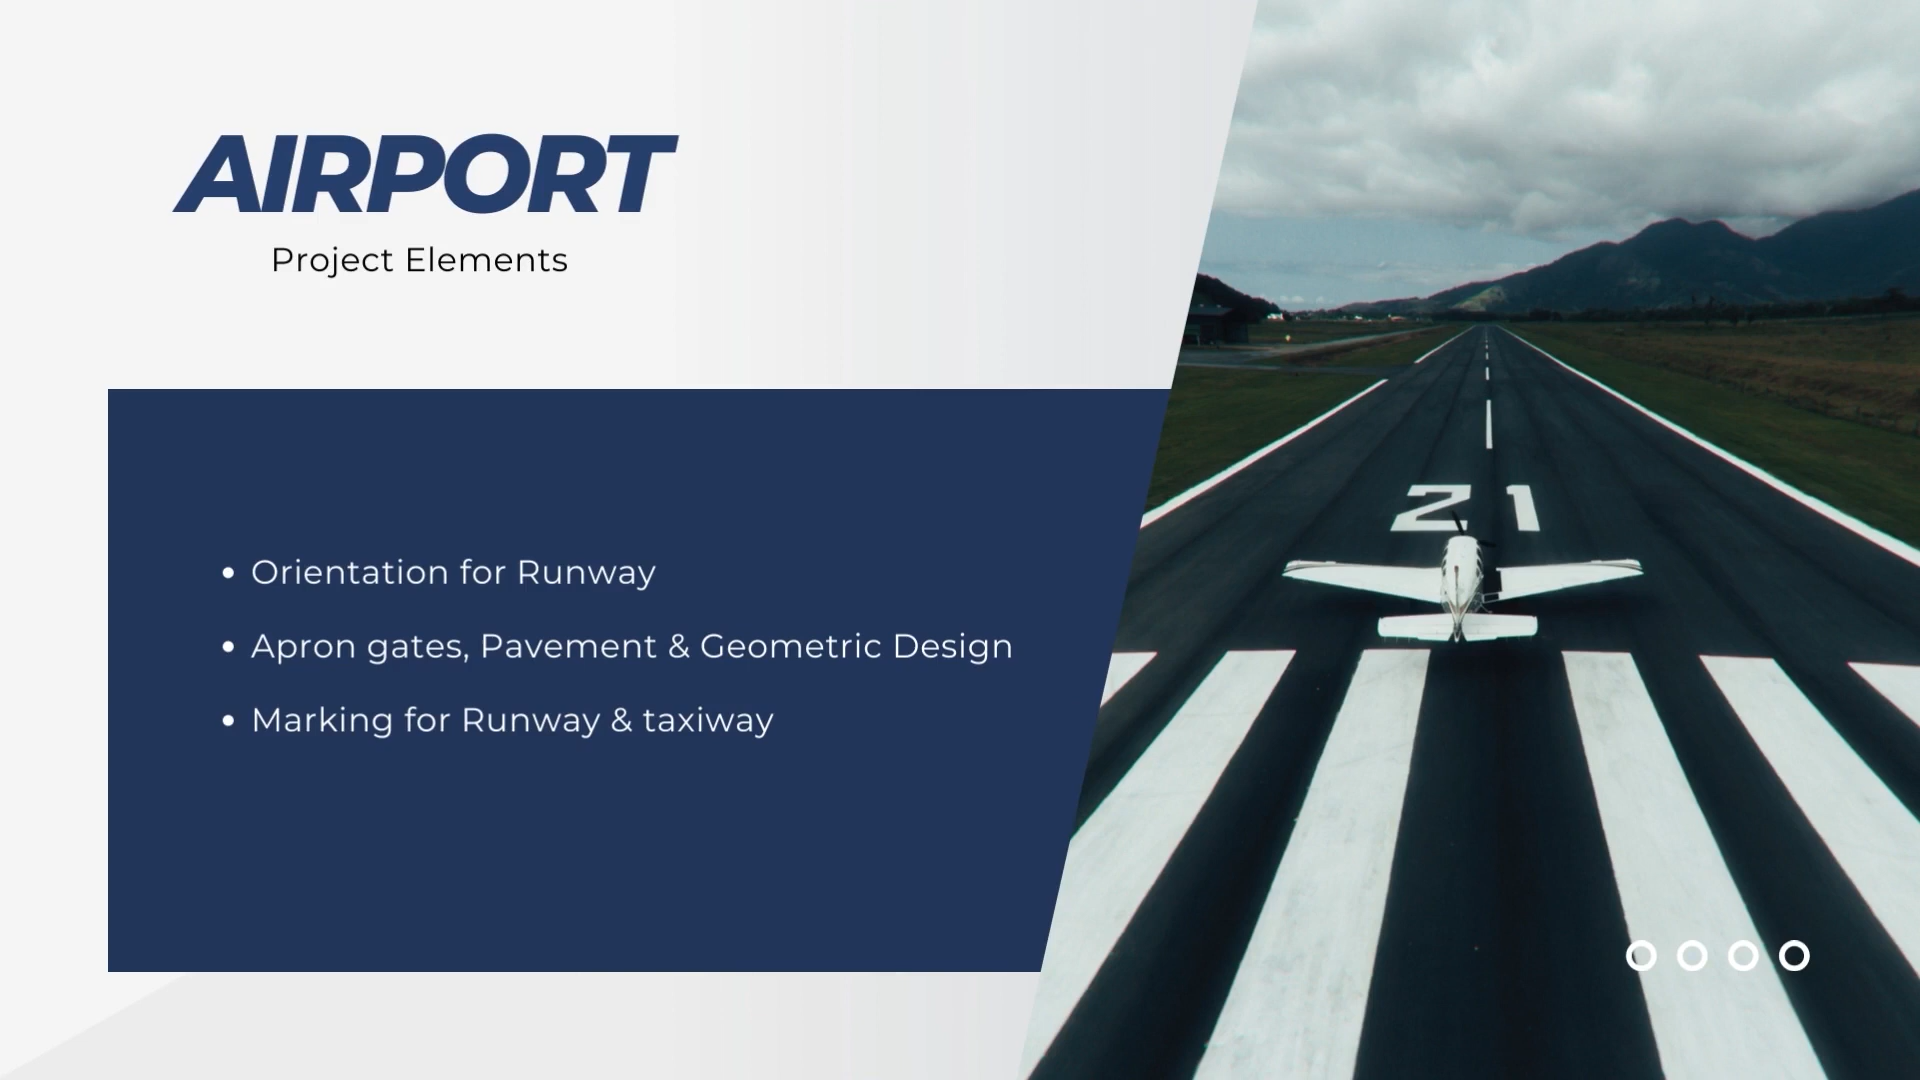 AIRPORT
Project Elements
• Orientation for Runway
• Apron gates, Pavement & Geometric Design
• Marking for Runway & taxiway
21